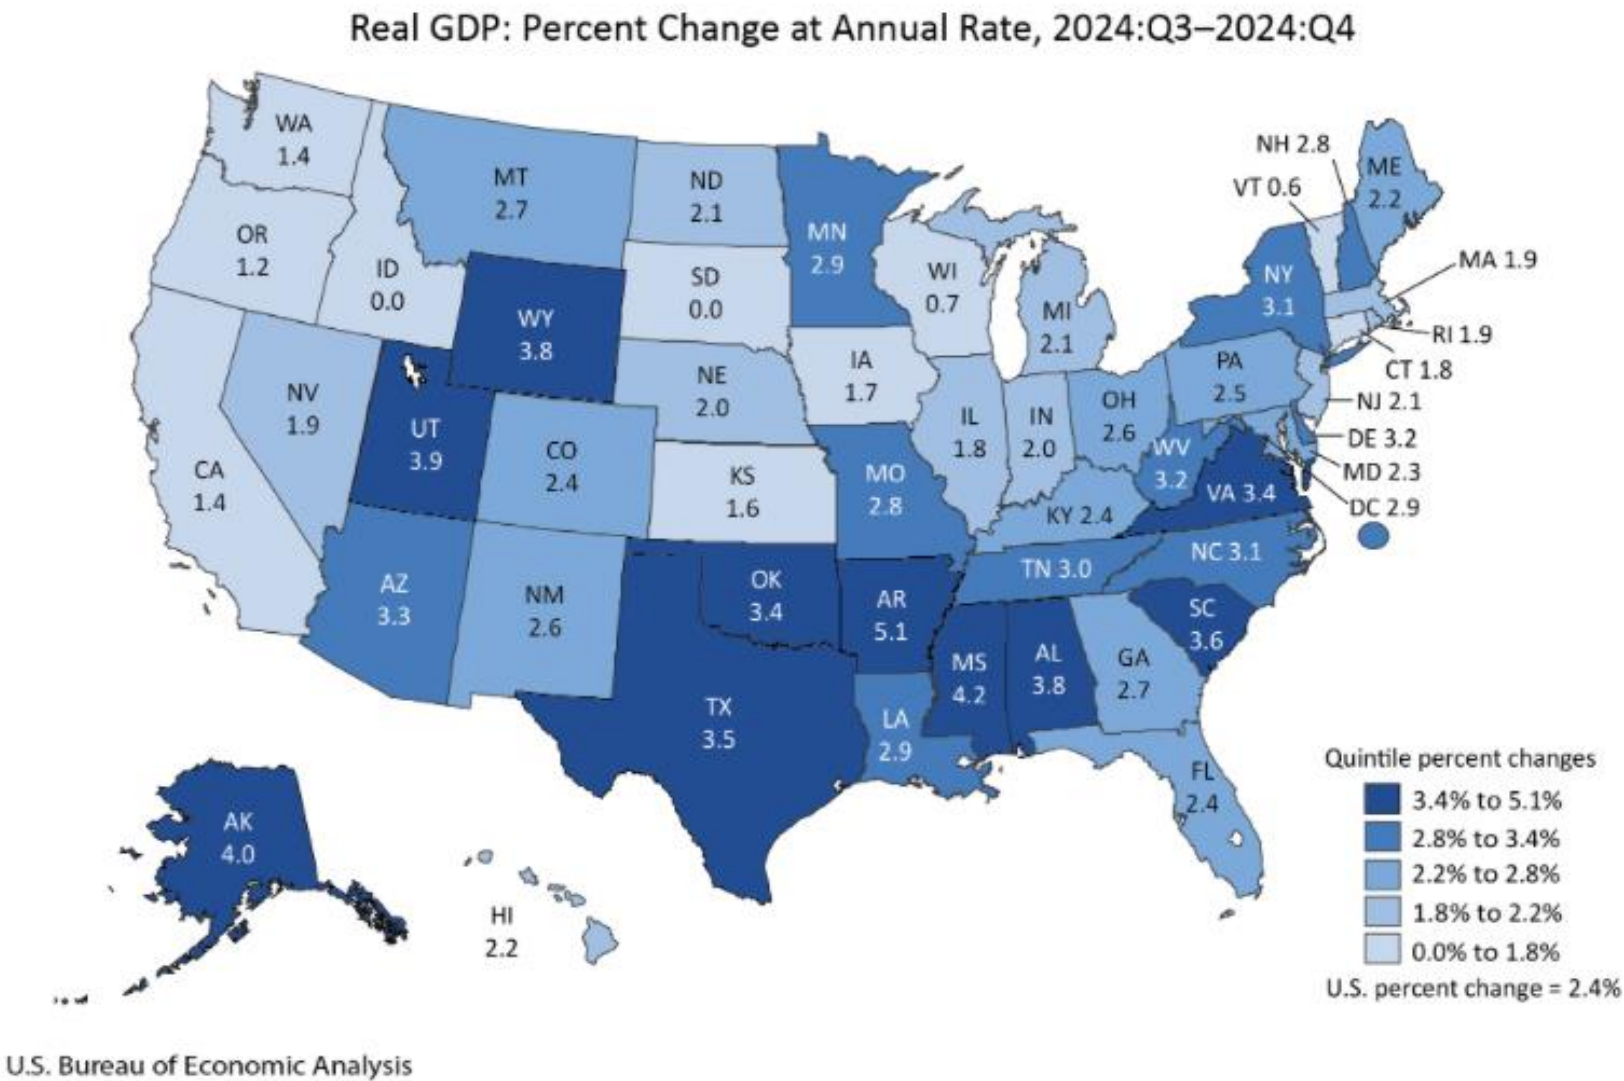 Real GDP: Percent Change at Annual Rate, 2024:Q3–2024:Q4
WA
1.4
MT
2.7
ND
2.1
MN
2.9
NH 2.8
VT 0.6
ME
2.2
OR
1.2
ID
0.0
SD
0.0
WI
0.7
MI
2.1
NY
3.1
MA 1.9
RI 1.9
CT 1.8
WY
3.8
IA
1.7
PA
2.5
NJ 2.1
NV
1.9
NE
2.0
IL
1.8
IN
2.0
OH
2.6
DE 3.2
MD 2.3
DC 2.9
UT
3.9
CO
2.4
KS
1.6
MO
2.8
WV
3.2
VA 3.4
CA
1.4
KY 2.4
AZ
3.3
NM
2.6
OK
3.4
AR
5.1
TN 3.0
NC 3.1
SC
3.6
TX
3.5
MS
4.2
AL
3.8
GA
2.7
LA
2.9
FL
2.4
AK
4.0
HI
2.2
Quintile percent changes
3.4% to 5.1%
2.8% to 3.4%
2.2% to 2.8%
1.8% to 2.2%
0.0% to 1.8%
U.S. percent change = 2.4%
U.S. Bureau of Economic Analysis